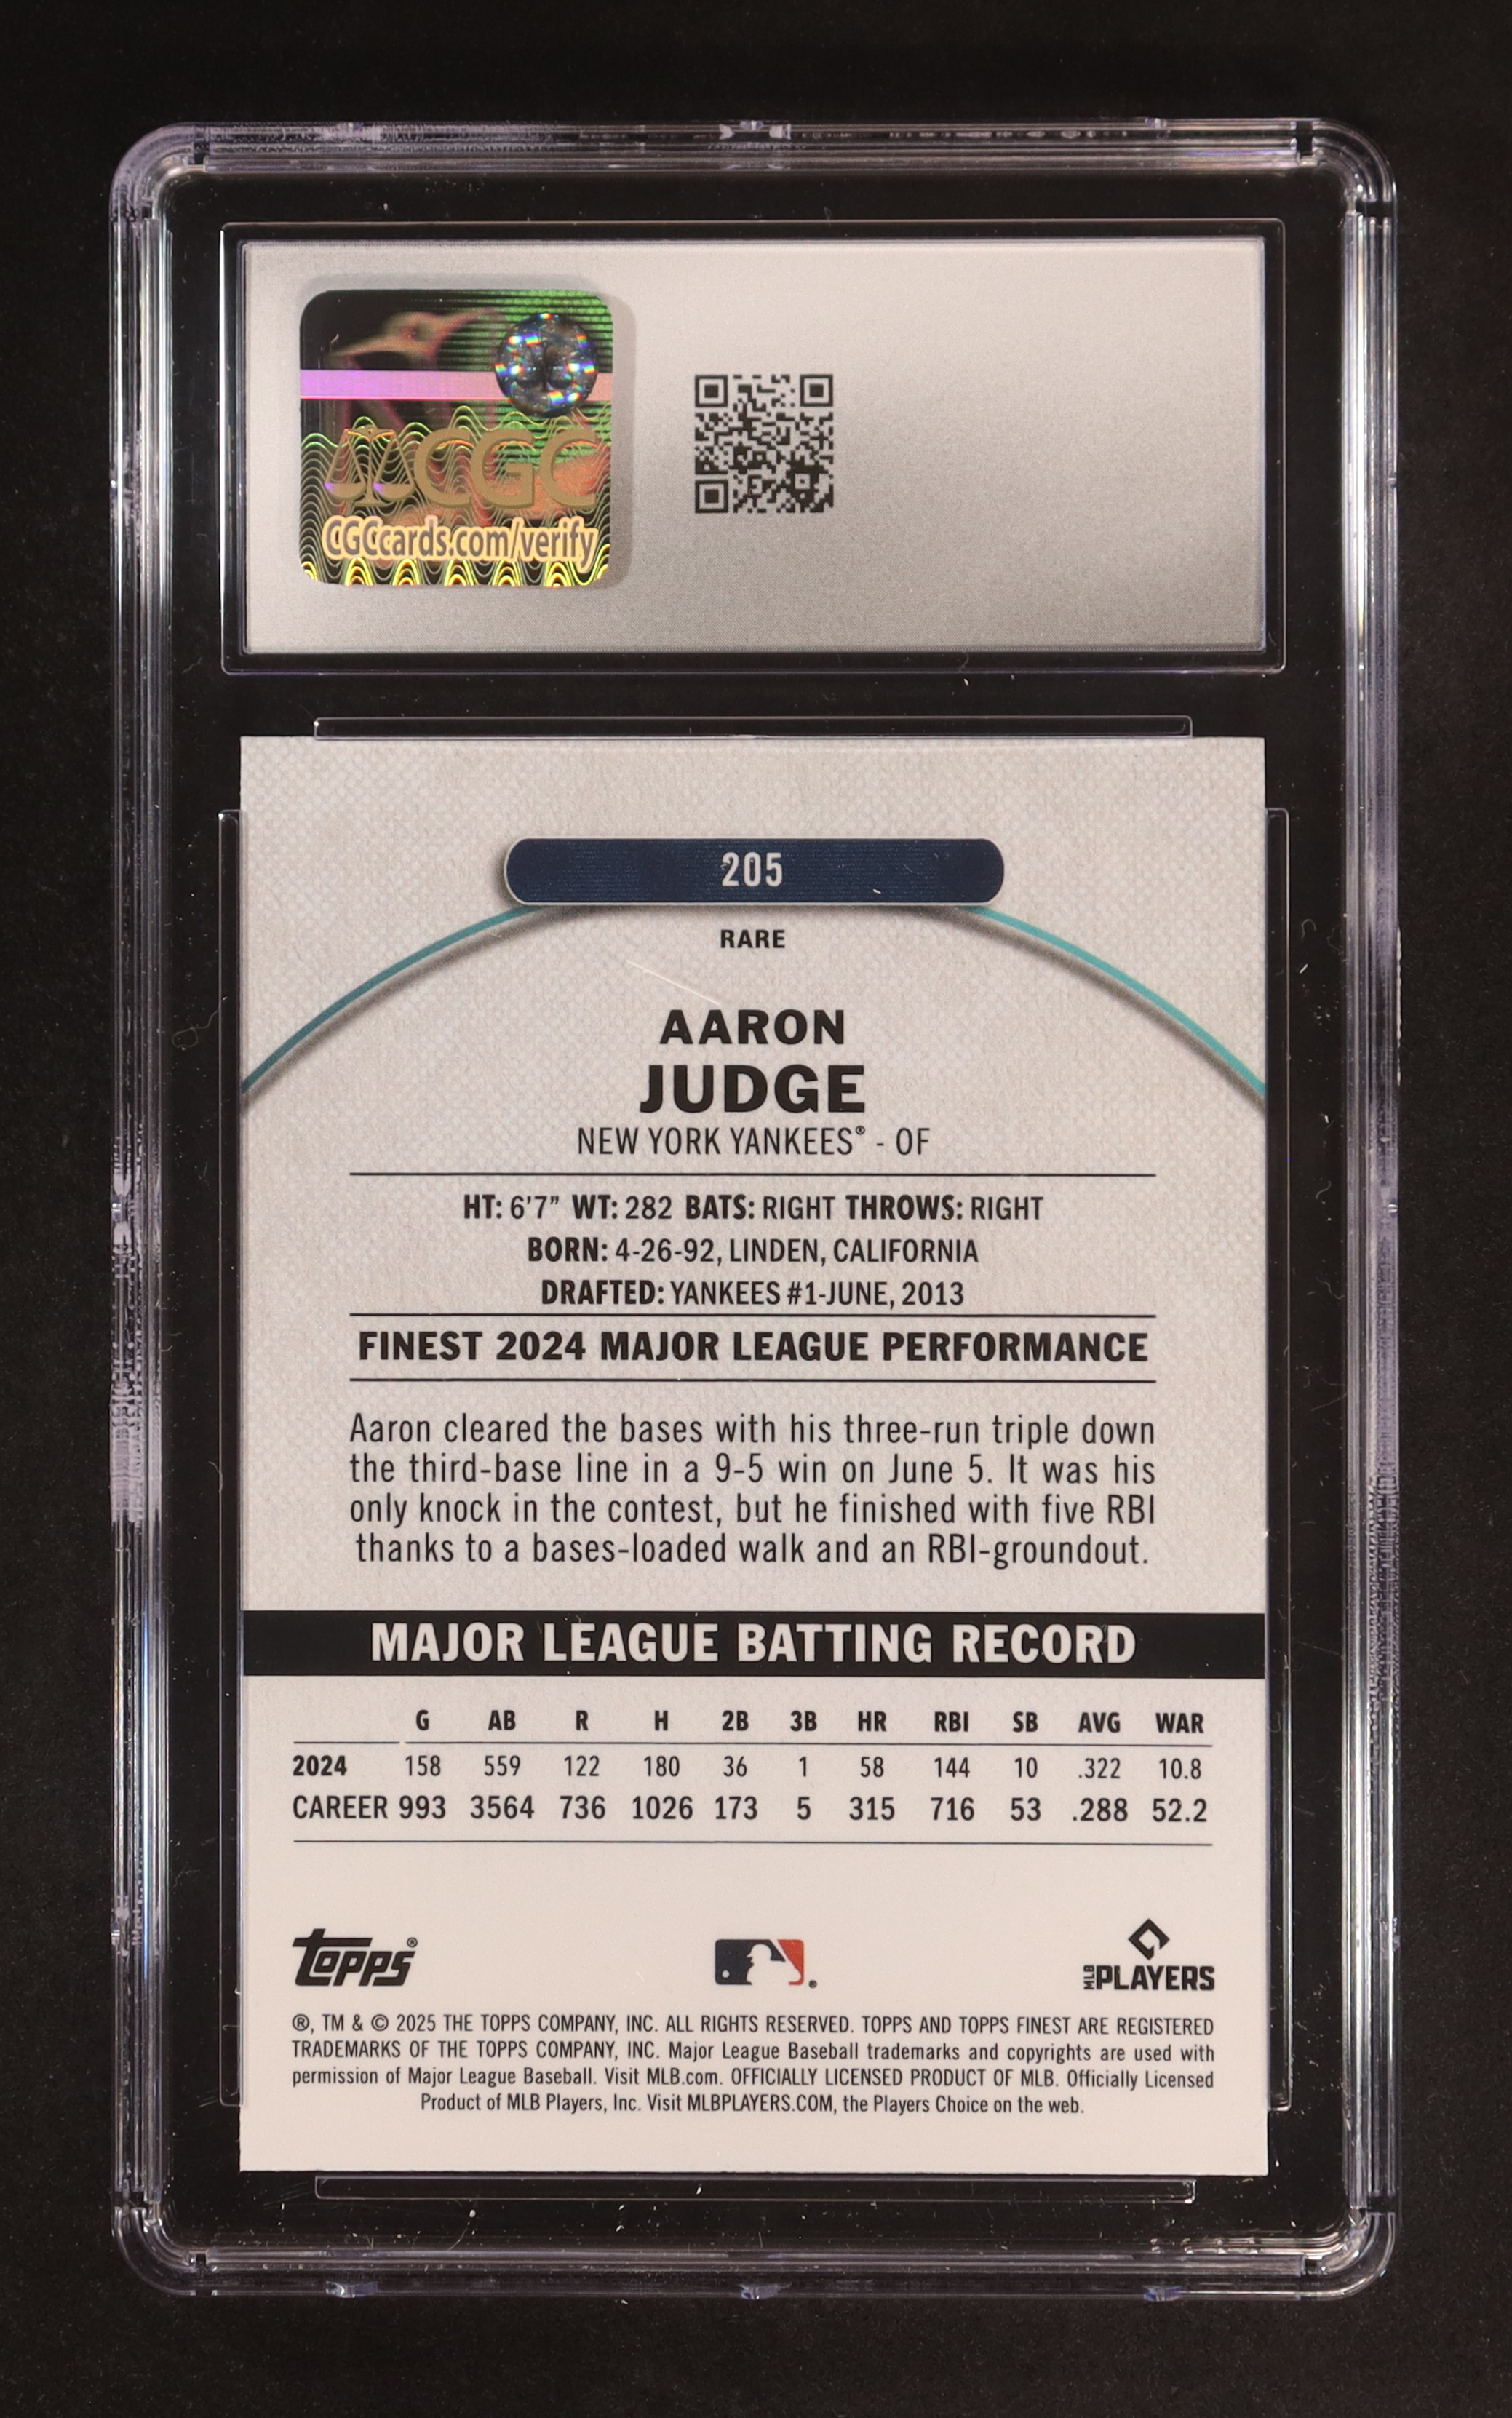 CGC
CGCcards.com/verify
205
RARE
AARON
JUDGE
NEW YORK YANKEES® - OF
HT: 6'7" WT: 282 BATS: RIGHT THROWS: RIGHT
BORN: 4-26-92, LINDEN, CALIFORNIA
DRAFTED: YANKEES #1-JUNE, 2013
FINEST 2024 MAJOR LEAGUE PERFORMANCE
Aaron cleared the bases with his three-run triple down
the third-base line in a 9-5 win on June 5. It was his
only knock in the contest, but he finished with five RBI
thanks to a bases-loaded walk and an RBI-groundout.
MAJOR LEAGUE BATTING RECORD
G AB R H 2B 3B HR RBI SB AVG WAR
2024 158 559 122 180 36 1 58 144 10 .322 10.8
CAREER 993 3564 736 1026 173 5 315 716 53 .288 52.2
TOPPS® ® MLB PLAYERS
®, TM & © 2025 THE TOPPS COMPANY, INC. ALL RIGHTS RESERVED. TOPPS AND TOPPS FINEST ARE REGISTERED
TRADEMARKS OF THE TOPPS COMPANY, INC. Major League Baseball trademarks and copyrights are used with
permission of Major League Baseball. Visit MLB.com. OFFICIALLY LICENSED PRODUCT OF MLB. Officially Licensed
Product of MLB Players, Inc. Visit MLBPLAYERS.COM, the Players Choice on the web.